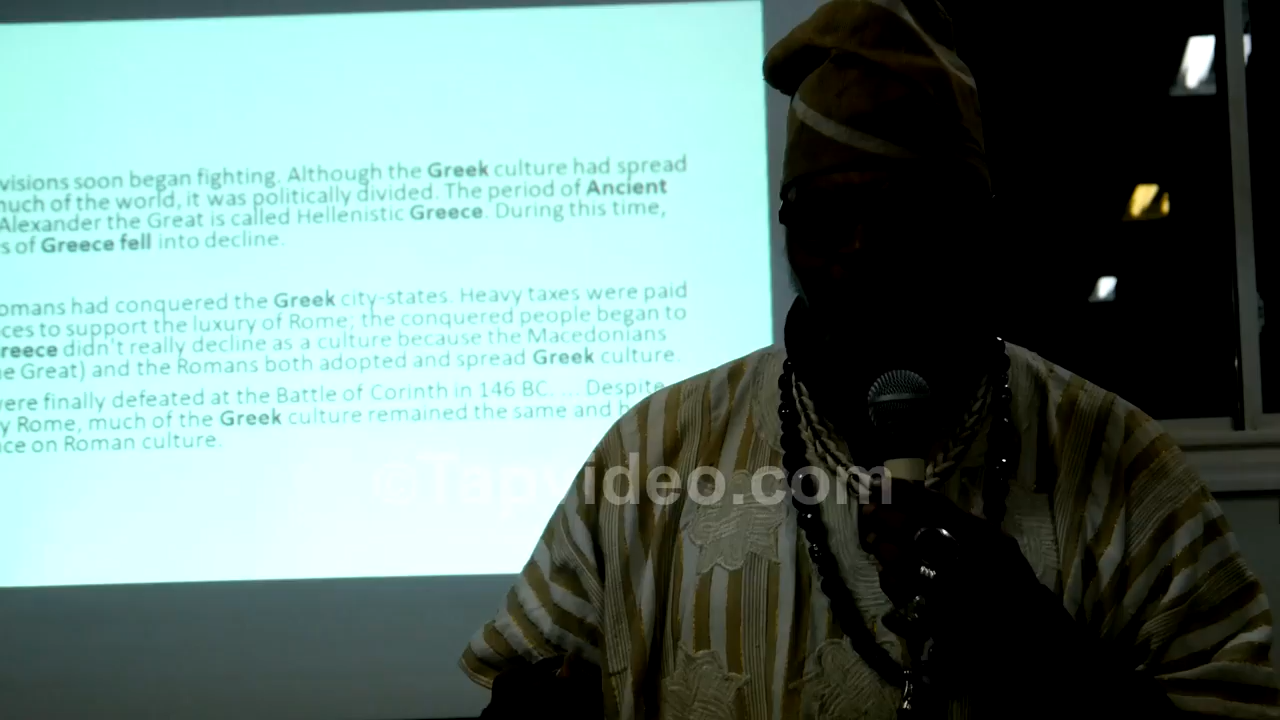 visions soon began fighting. Although the Greek culture had spread
much of the world, it was politically divided. The period of Ancient
Alexander the Great is called Hellenistic Greece. During this time,
s of Greece fell into decline.
omans had conquered the Greek city-states. Heavy taxes were paid
ces to support the luxury of Rome; the conquered people began to
reece didn't really decline as a culture because the Macedonians
e Great) and the Romans both adopted and spread Greek culture.
were finally defeated at the Battle of Corinth in 146 BC..... Despite
y Rome, much of the Greek culture remained the same and
ce on Roman culture.
©Tapvideo.com